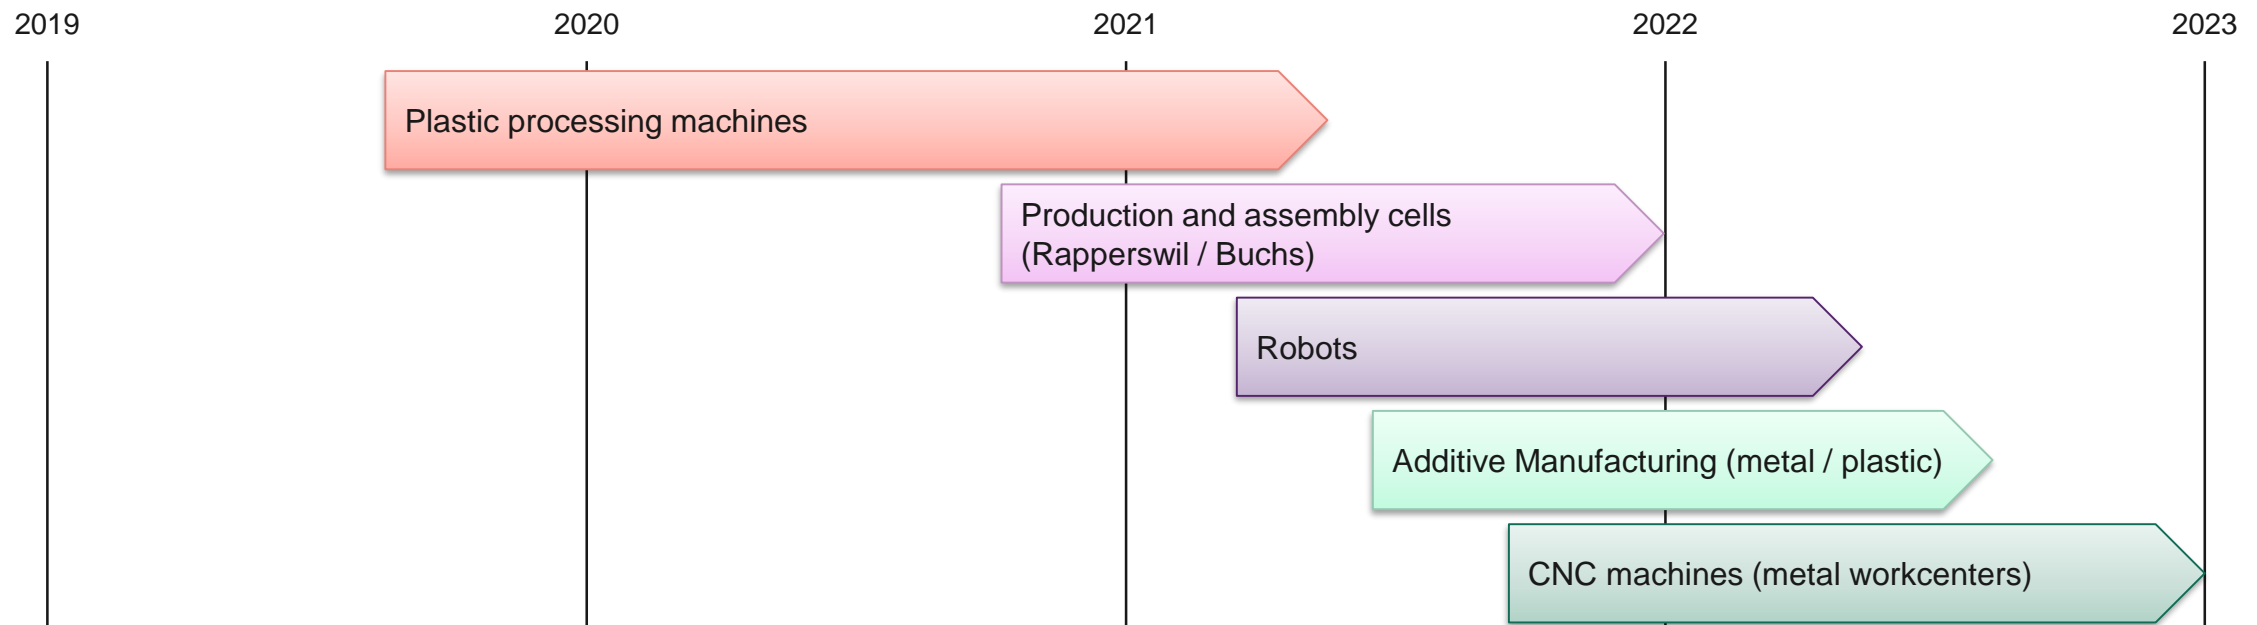 2019
2020
2021
2022
2023
Plastic processing machines
Production and assembly cells
(Rapperswil / Buchs)
Robots
Additive Manufacturing (metal / plastic)
CNC machines (metal workcenters)